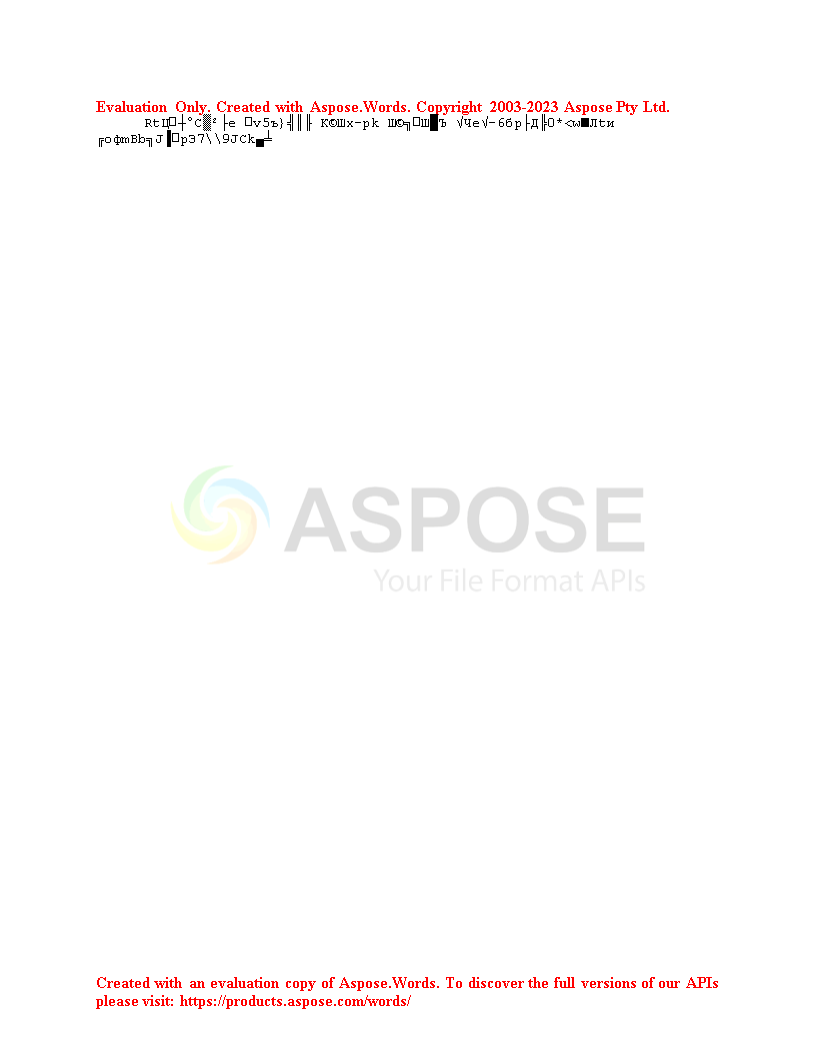 Evaluation Only. Created with Aspose.Words. Copyright 2003-2023 Aspose Pty Ltd.
ASPOSE
Your File Format APIs
Created with an evaluation copy of Aspose.Words. To discover the full versions of our APIs
please visit: https://products.aspose.com/words/